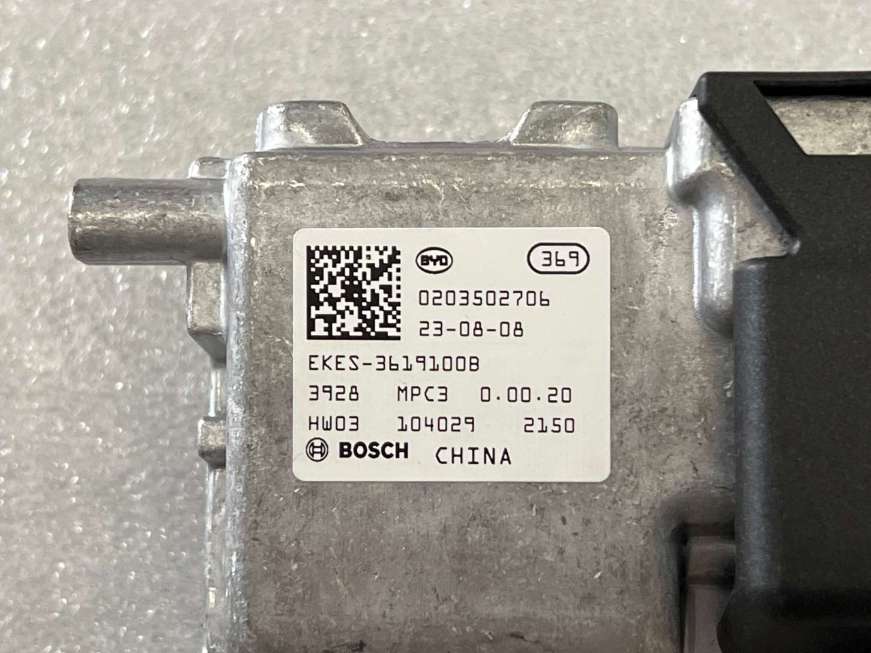 BYD 369
0203502706
23-08-08
EKES-3619100B
3928 MPC3 0.00.20
HW03 104029 2150
BOSCH CHINA